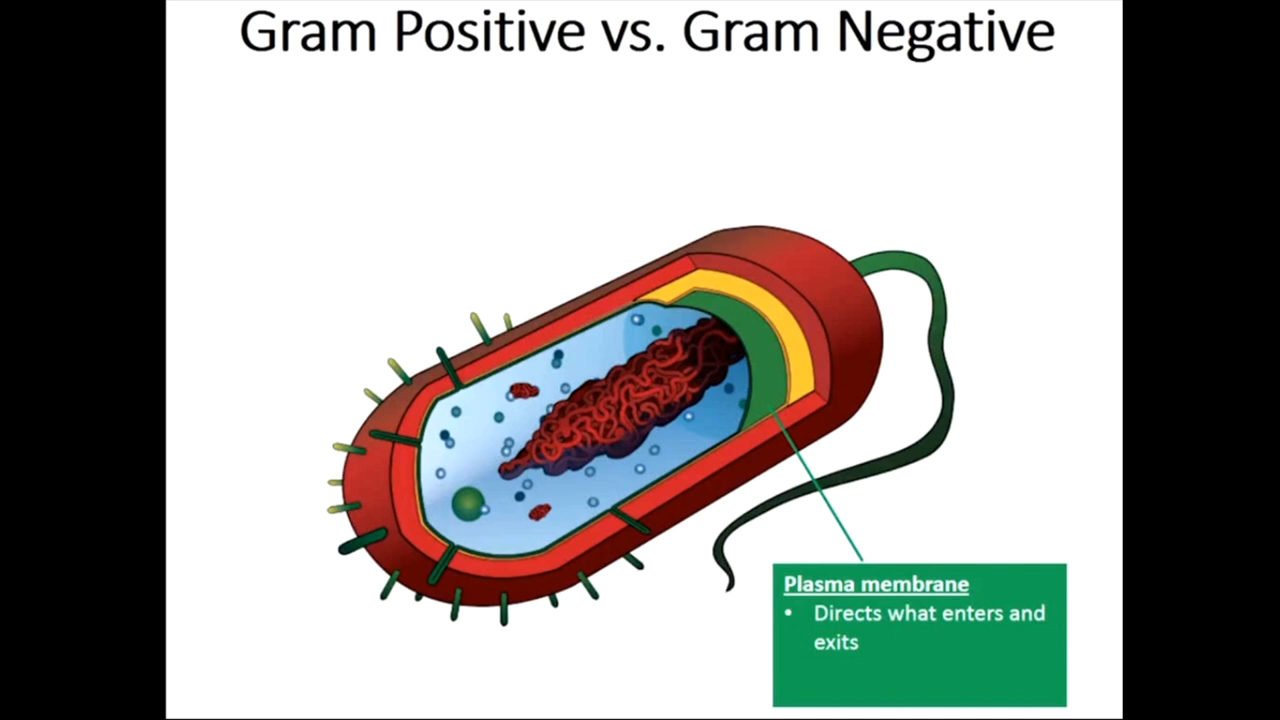 Gram Positive vs. Gram Negative
Plasma membrane
• Directs what enters and
exits